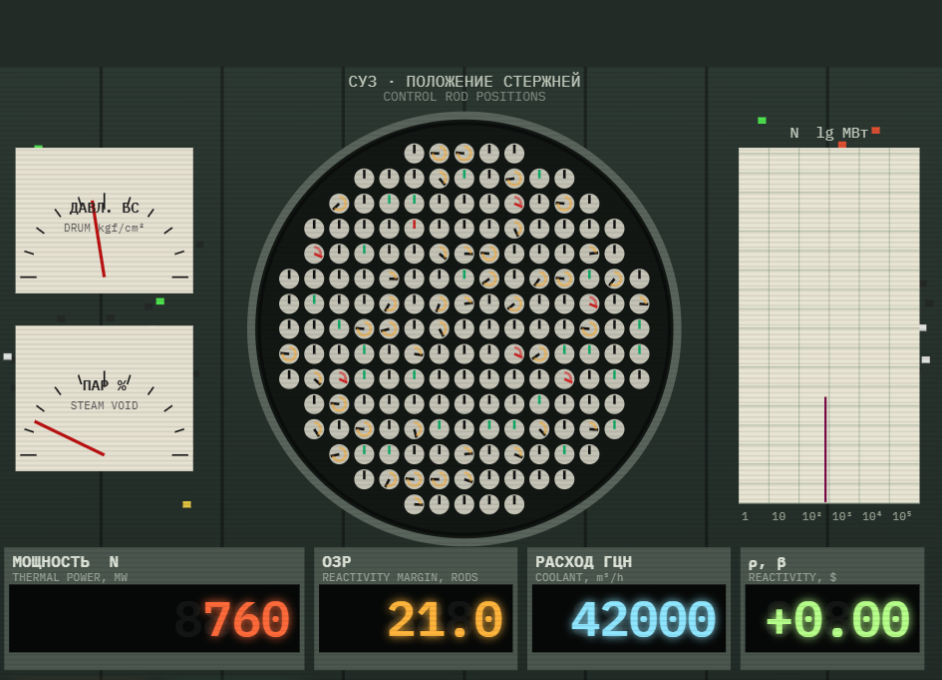 СУЗ · ПОЛОЖЕНИЕ СТЕРЖНЕЙ
CONTROL ROD POSITIONS
N lg МВт
ДАВЛ. БС
DRUM kgf/cm²
ПАР %
STEAM VOID
1 10 10² 10³ 10⁴ 10⁵
МОЩНОСТЬ N
THERMAL POWER, MW
760
ОЗР
REACTIVITY MARGIN, RODS
21.0
РАСХОД ГЦН
COOLANT, m³/h
42000
ρ, β
REACTIVITY, $
+0.00